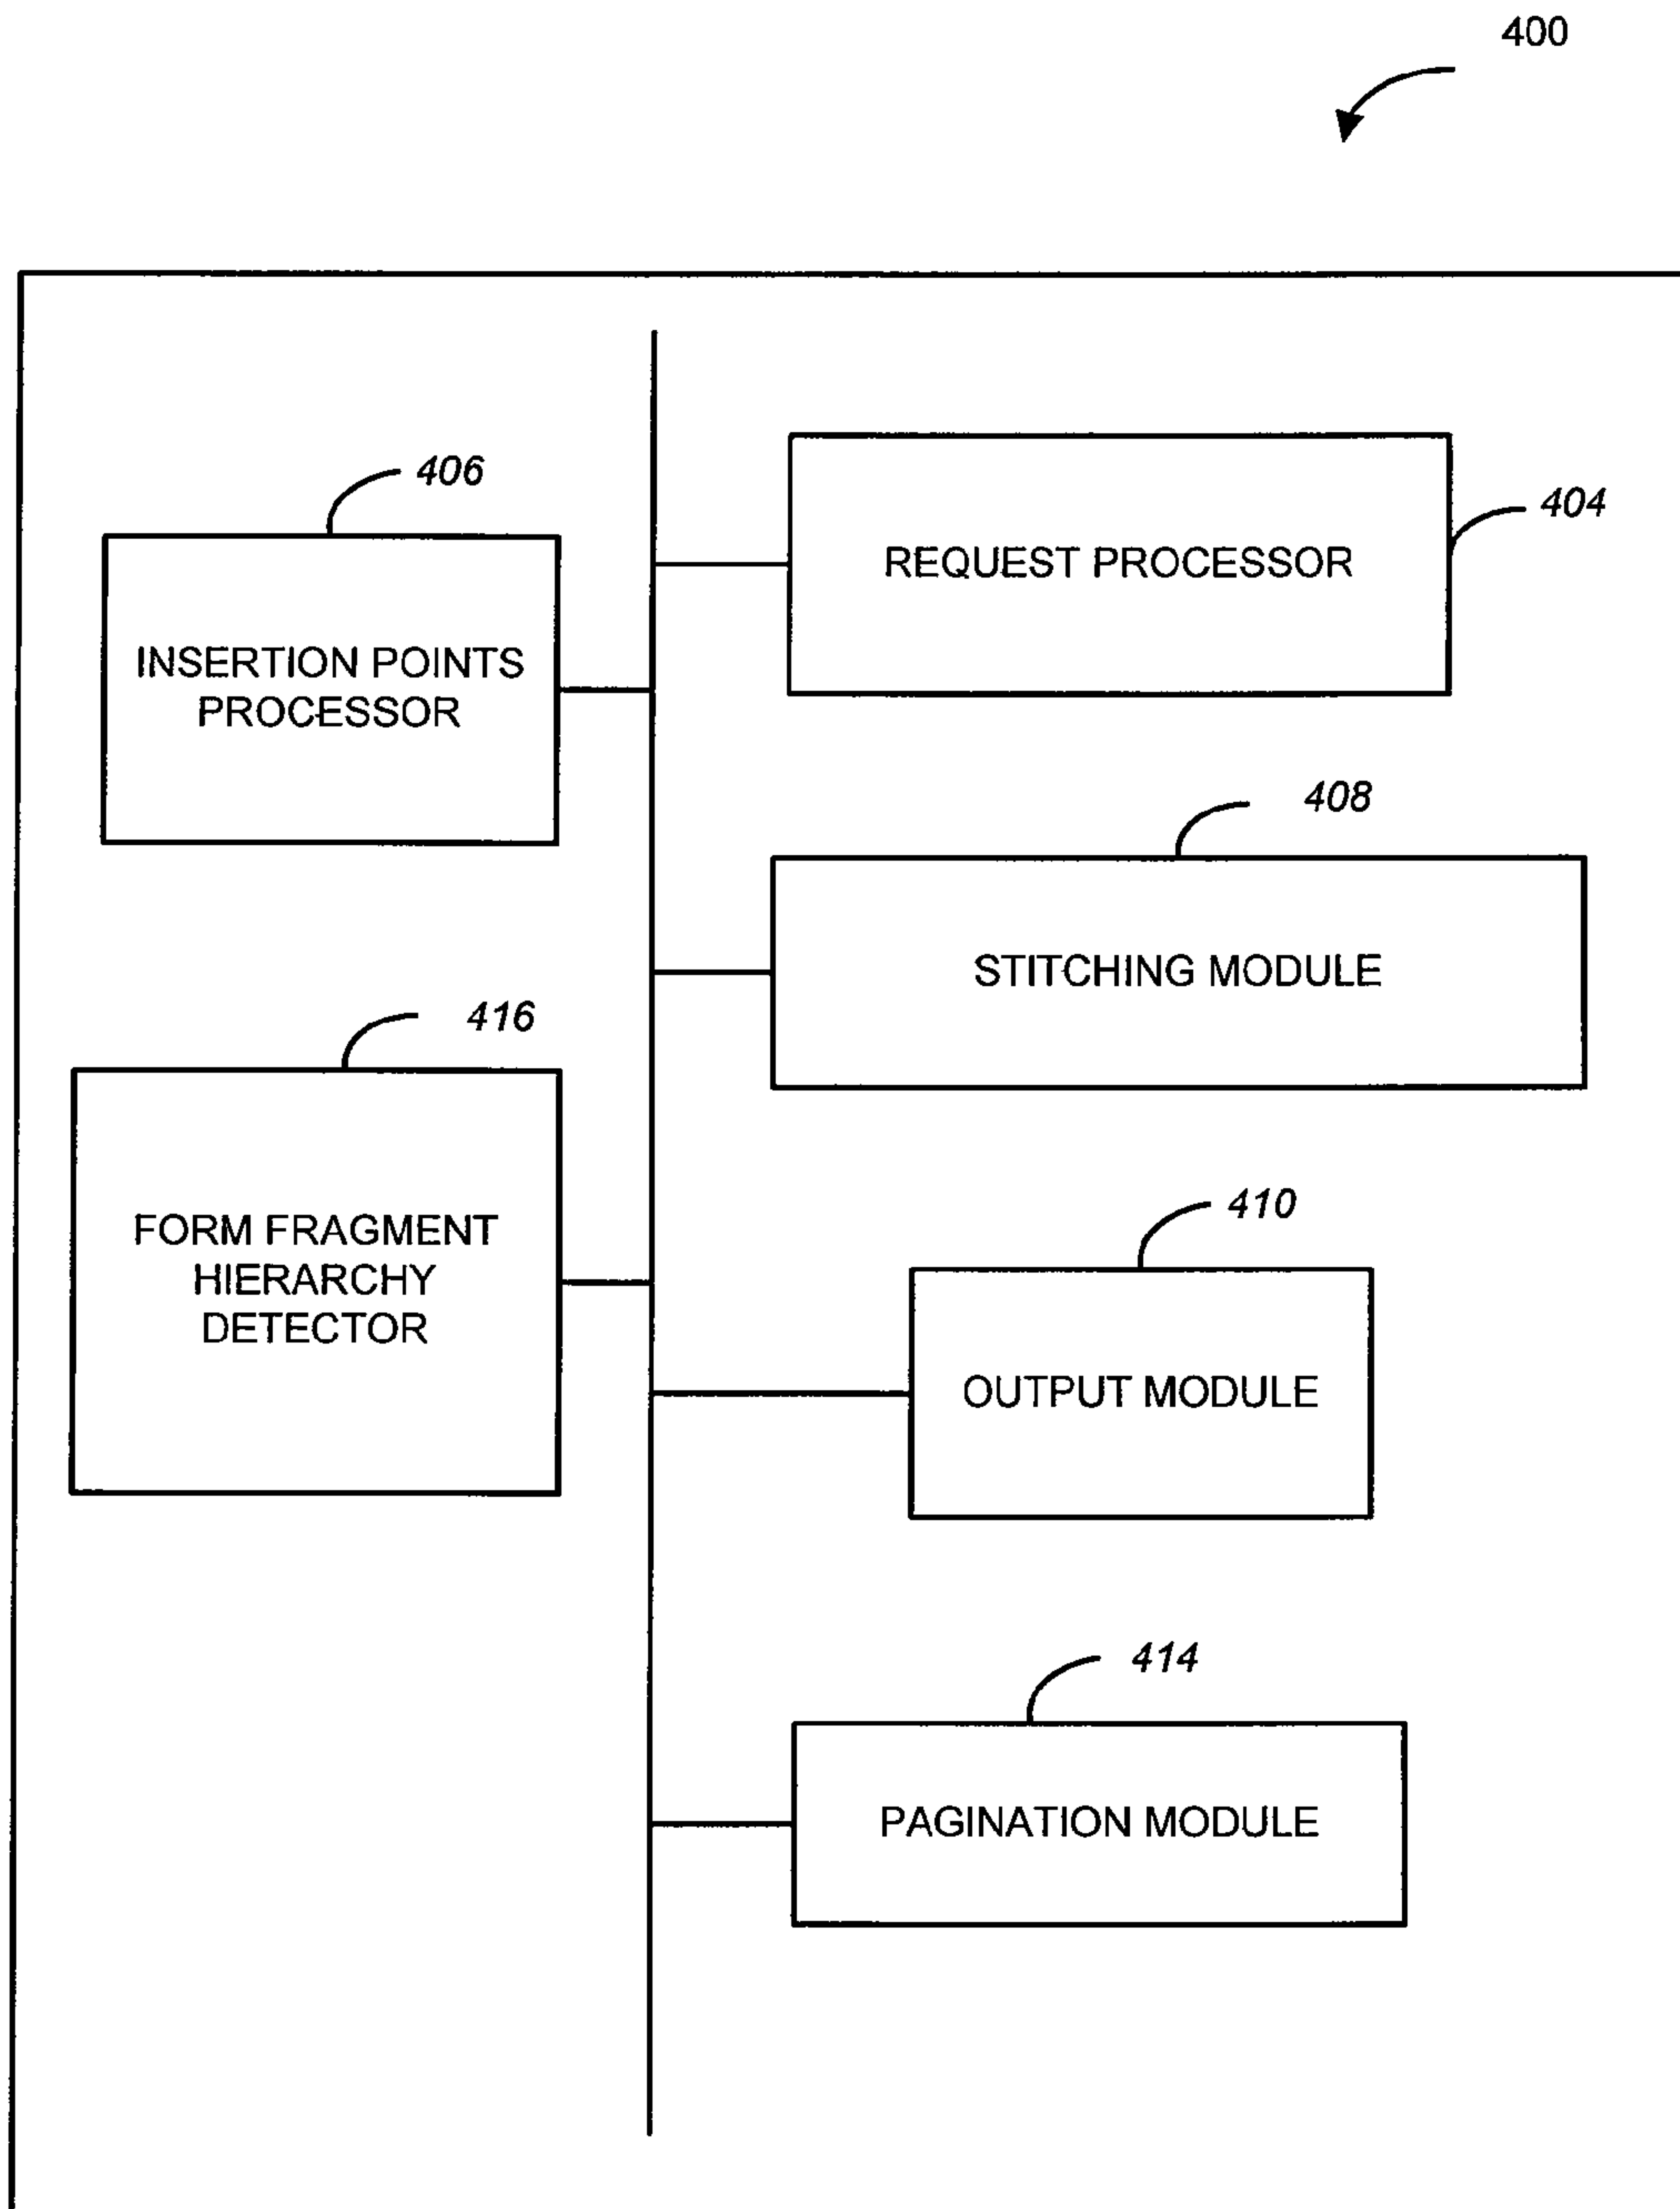 400
406
404
REQUEST PROCESSOR
INSERTION POINTS
PROCESSOR
408
STITCHING MODULE
416
FORM FRAGMENT
HIERARCHY
DETECTOR
410
OUTPUT MODULE
414
PAGINATION MODULE